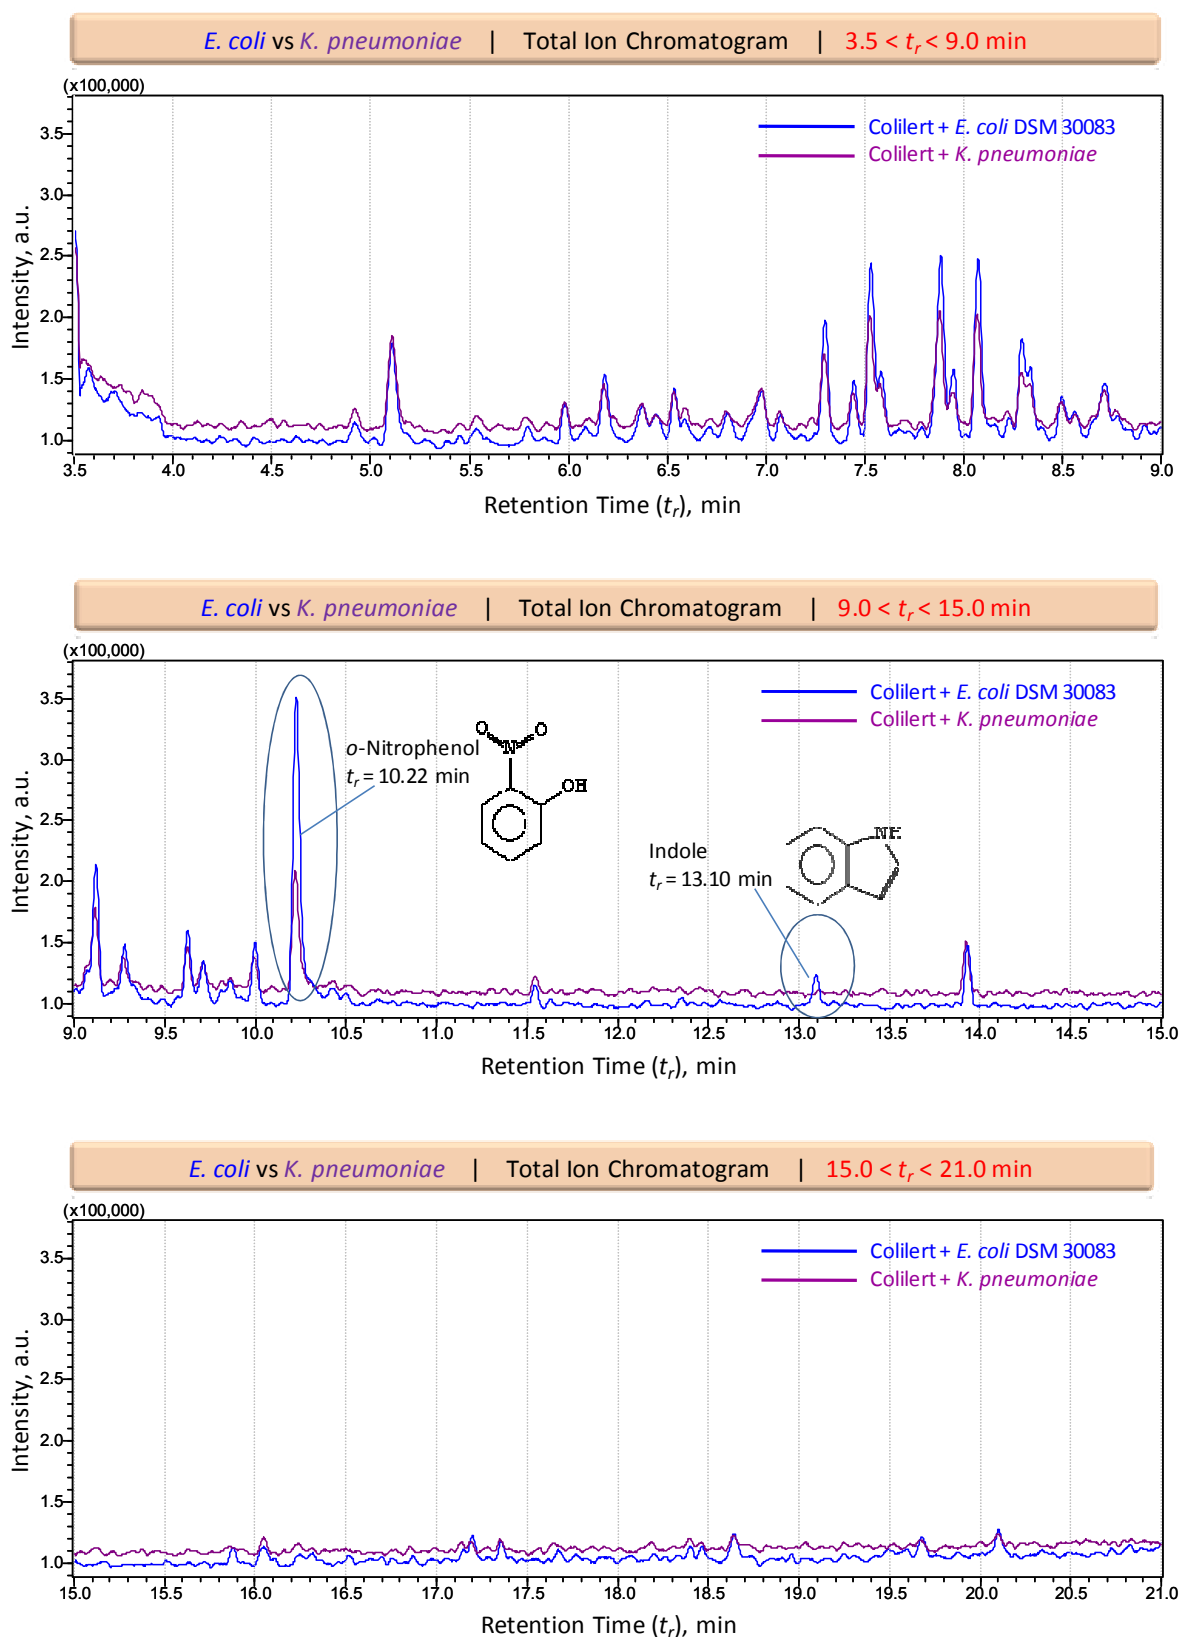 E. coli vs K. pneumoniae | Total Ion Chromatogram | 3.5 < tr < 9.0 min
(x100,000)
Colilert + E. coli DSM 30083
Colilert + K. pneumoniae
3.5
3.0
2.5
2.0
1.5
1.0
Intensity, a.u.
3.5 4.0 4.5 5.0 5.5 6.0 6.5 7.0 7.5 8.0 8.5 9.0
Retention Time (tr), min
E. coli vs K. pneumoniae | Total Ion Chromatogram | 9.0 < tr < 15.0 min
(x100,000)
Colilert + E. coli DSM 30083
Colilert + K. pneumoniae
3.5
3.0
2.5
2.0
1.5
1.0
Intensity, a.u.
o-Nitrophenol
tr = 10.22 min
O N O
OH
Indole
tr = 13.10 min
NH
9.0 9.5 10.0 10.5 11.0 11.5 12.0 12.5 13.0 13.5 14.0 14.5 15.0
Retention Time (tr), min
E. coli vs K. pneumoniae | Total Ion Chromatogram | 15.0 < tr < 21.0 min
(x100,000)
Colilert + E. coli DSM 30083
Colilert + K. pneumoniae
3.5
3.0
2.5
2.0
1.5
1.0
Intensity, a.u.
15.0 15.5 16.0 16.5 17.0 17.5 18.0 18.5 19.0 19.5 20.0 20.5 21.0
Retention Time (tr), min